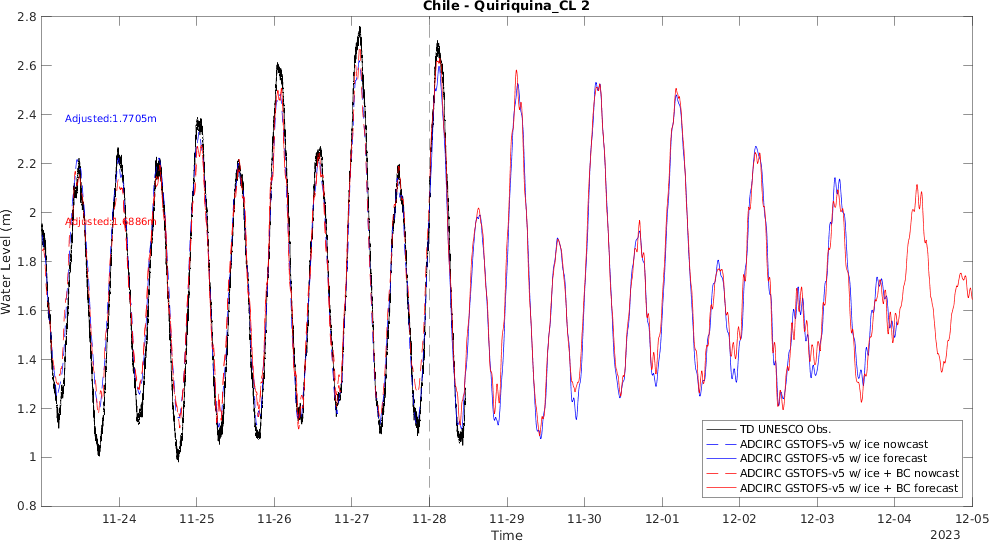 Chile - Quiriquina_CL 2
2.8
2.6
2.4
2.2
2
1.8
1.6
1.4
1.2
1
0.8
Water Level (m)
Adjusted:1.7705m
Adjusted:1.6886m
TD UNESCO Obs.
ADCIRC GSTOFS-v5 w/ ice nowcast
ADCIRC GSTOFS-v5 w/ ice forecast
ADCIRC GSTOFS-v5 w/ ice + BC nowcast
ADCIRC GSTOFS-v5 w/ ice + BC forecast
11-24 11-25 11-26 11-27 11-28 11-29 11-30 12-01 12-02 12-03 12-04 12-05
Time
2023